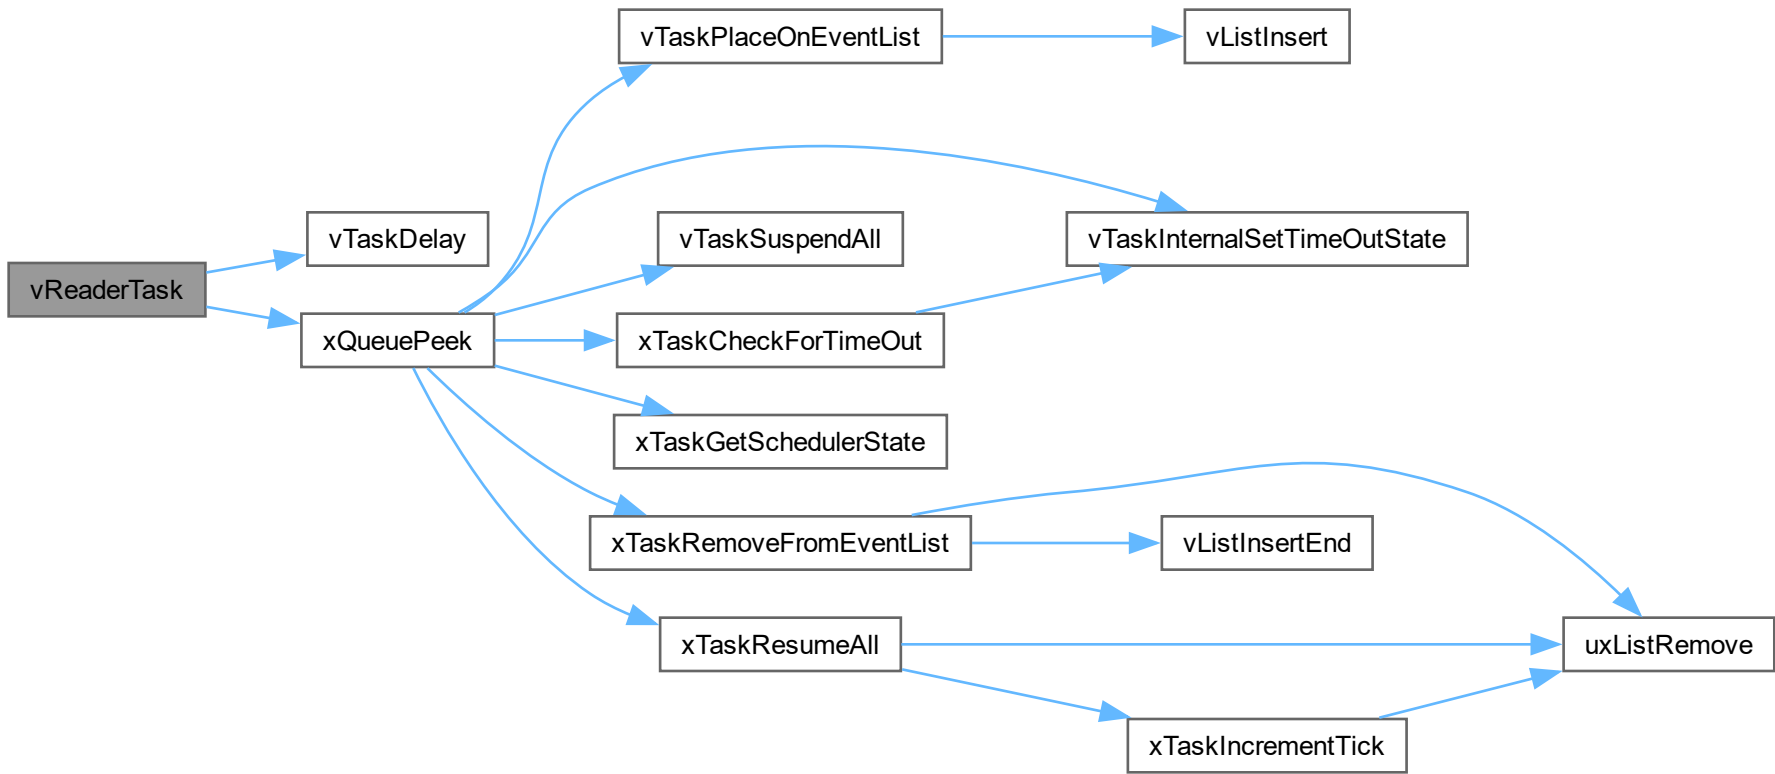 vTaskPlaceOnEventList
vListInsert
vTaskDelay
vTaskSuspendAll
vTaskInternalSetTimeOutState
vReaderTask
xQueuePeek
xTaskCheckForTimeOut
xTaskGetSchedulerState
xTaskRemoveFromEventList
vListInsertEnd
xTaskResumeAll
uxListRemove
xTaskIncrementTick